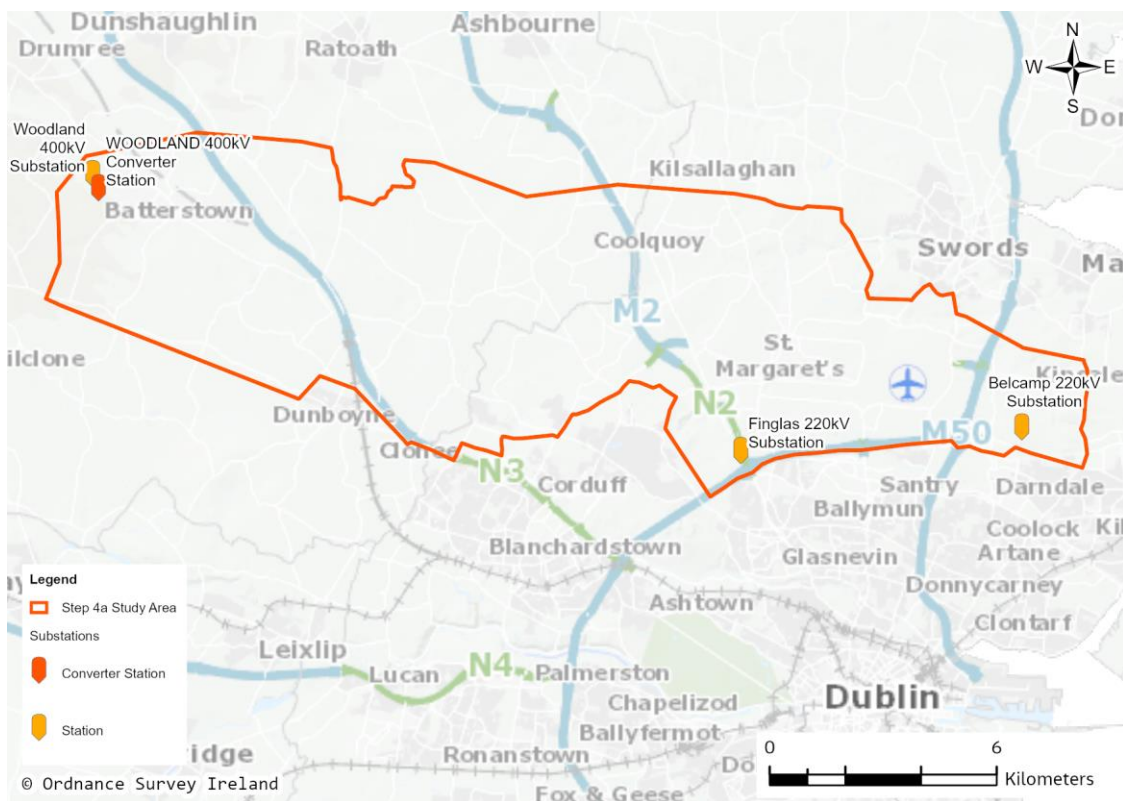 Dunshaughlin
Ashbourne
Drumree
Ratoath
N
W
E
S
Woodland
400kV
Substation
WOODLAND 400kV
Converter
Station
Batterstown
Kilsallaghan
Coolquoy
Swords
M2
St.
Margaret's
N2
Dunboyne
Clonee
N3
Corduff
Finglas 220kV
Substation
M50
Belcamp 220kV
Substation
Santry
Darndale
Ballymun
Coolock
Artane
Blanchardstown
Glasnevin
Donnycarney
Ashtown
Clontarf
Legend
Step 4a Study Area
Substations
Converter Station
Station
Leixlip
Lucan
N4
Palmerston
Chapelizod
Ballyfermot
Dublin
Ronanstown
Fox & Geese
0
6
Kilometers
© Ordnance Survey Ireland